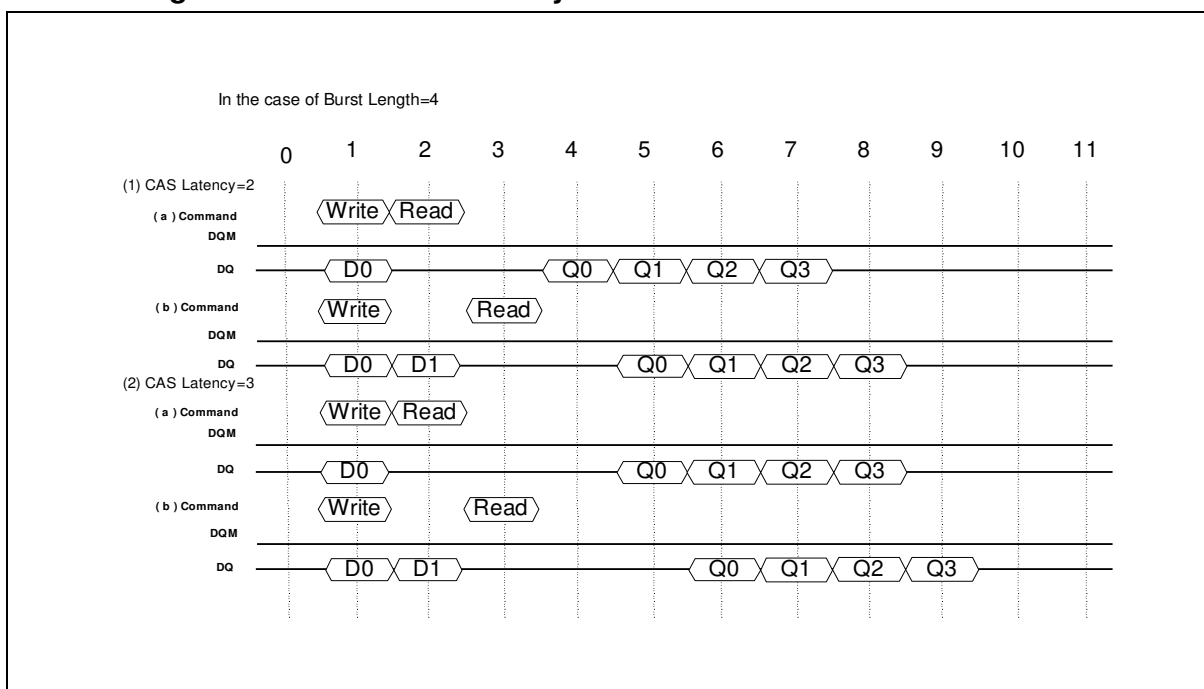 In the case of Burst Length=4
0 1 2 3 4 5 6 7 8 9 10 11
(1) CAS Latency=2
( a ) Command Write Read
DQM
DQ D0 Q0 Q1 Q2 Q3
( b ) Command Write Read
DQM
DQ D0 D1 Q0 Q1 Q2 Q3
(2) CAS Latency=3
( a ) Command Write Read
DQM
DQ D0 Q0 Q1 Q2 Q3
( b ) Command Write Read
DQM
DQ D0 D1 Q0 Q1 Q2 Q3